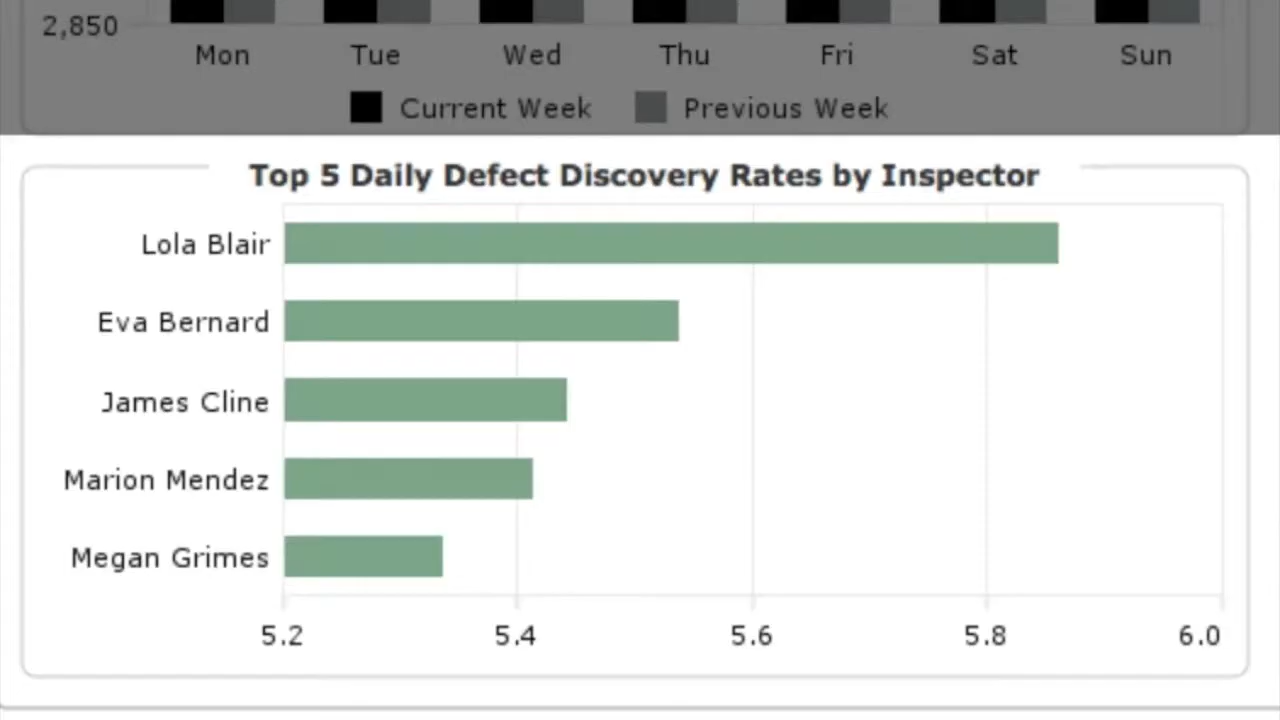 2,850
Mon Tue Wed Thu Fri Sat Sun
Current Week Previous Week
Top 5 Daily Defect Discovery Rates by Inspector
Lola Blair
Eva Bernard
James Cline
Marion Mendez
Megan Grimes
5.2 5.4 5.6 5.8 6.0